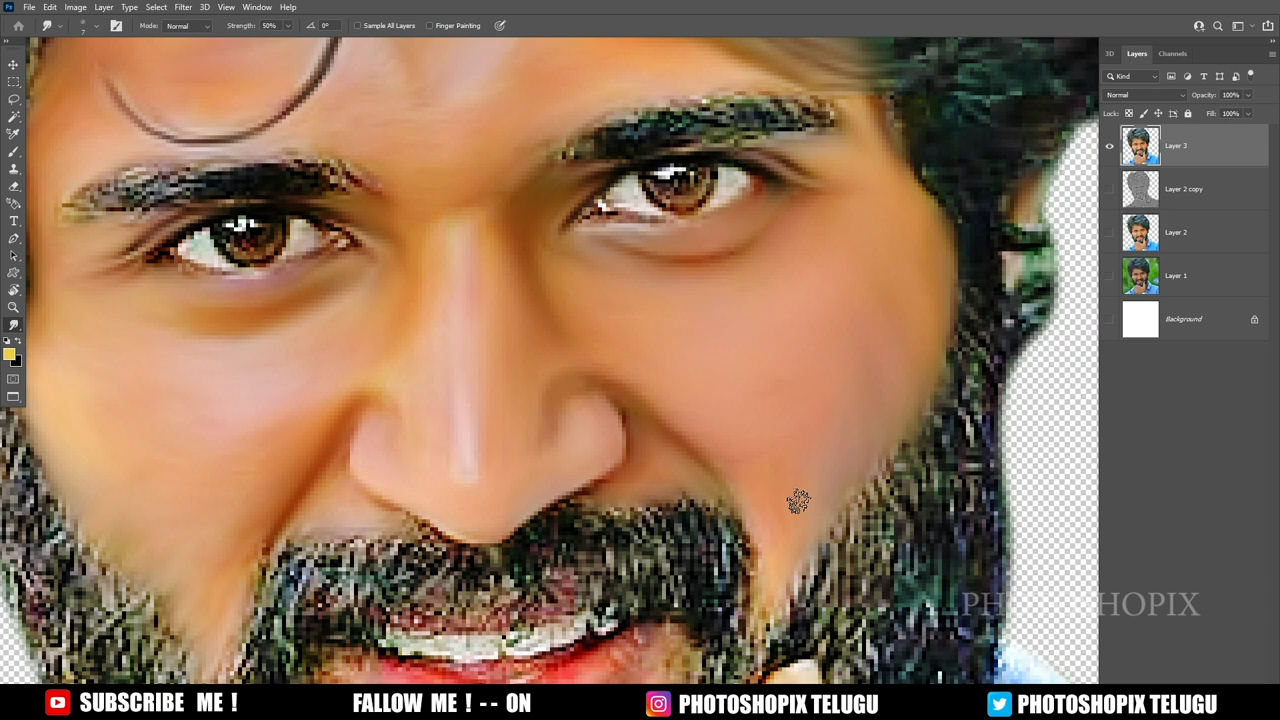 Ps File Edit Image Layer Type Select Filter 3D View Window Help
7 Mode: Normal Strength: 50% 0° Sample All Layers Finger Painting
3D Layers Channels
Kind
Normal Opacity: 100%
Lock: Fill: 100%
Layer 3
Layer 2 copy
Layer 2
Layer 1
Background
SUBSCRIBE ME ! FALLOW ME ! -- ON PHOTOSHOPIX TELUGU PHOTOSHOPIX TELUGU